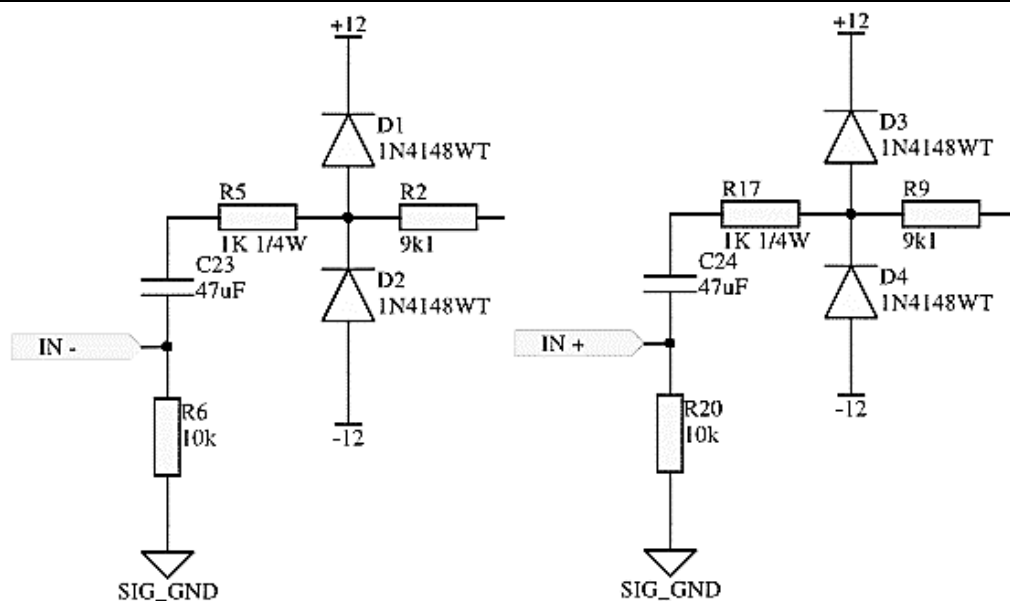 +12
D1
1N4148WT
R5
1K 1/4W
R2
9k1
C23
47uF
D2
1N4148WT
IN -
R6
10k
-12
SIG_GND
+12
D3
1N4148WT
R17
1K 1/4W
R9
9k1
C24
47uF
D4
1N4148WT
IN +
R20
10k
-12
SIG_GND